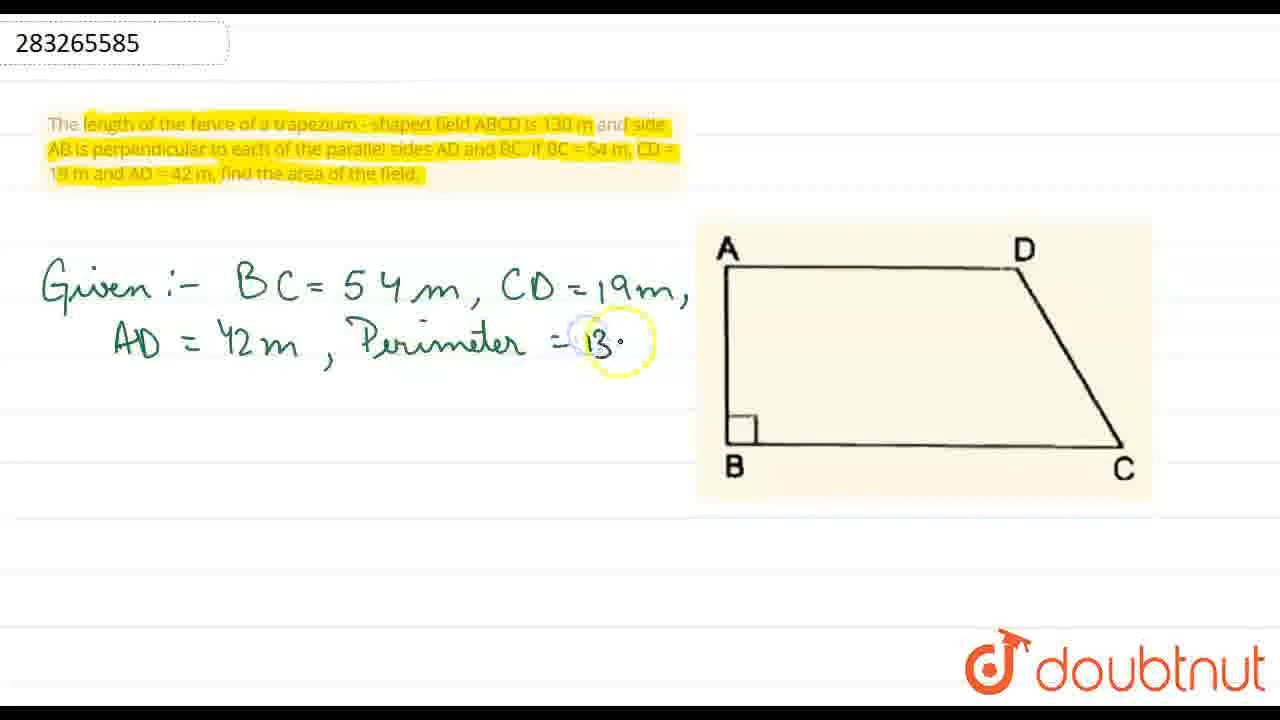 283265585
The length of the fence of a trapezium - shaped field ABCD is 130 m and side
AB is perpendicular to each of the parallel sides AD and BC. If BC = 54 m, CD =
19 m and AD = 42 m, find the area of the field.
Given :- BC = 54m, CD = 19m,
AD = 42m, Perimeter = 13
A
D
B
C
doubtnut